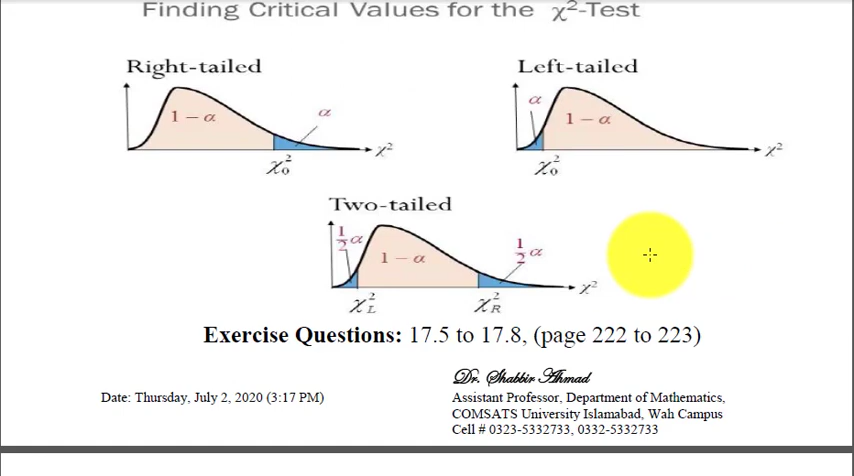 Finding Critical Values for the χ²-Test
Right-tailed
Left-tailed
1 − α
α
χ²
χ²₀
α
1 − α
χ²
χ²₀
Two-tailed
½α
1 − α
½α
χ²
χ²L
χ²R
Exercise Questions: 17.5 to 17.8, (page 222 to 223)
Dr. Shabbir Ahmad
Date: Thursday, July 2, 2020 (3:17 PM)
Assistant Professor, Department of Mathematics,
COMSATS University Islamabad, Wah Campus
Cell # 0323-5332733, 0332-5332733